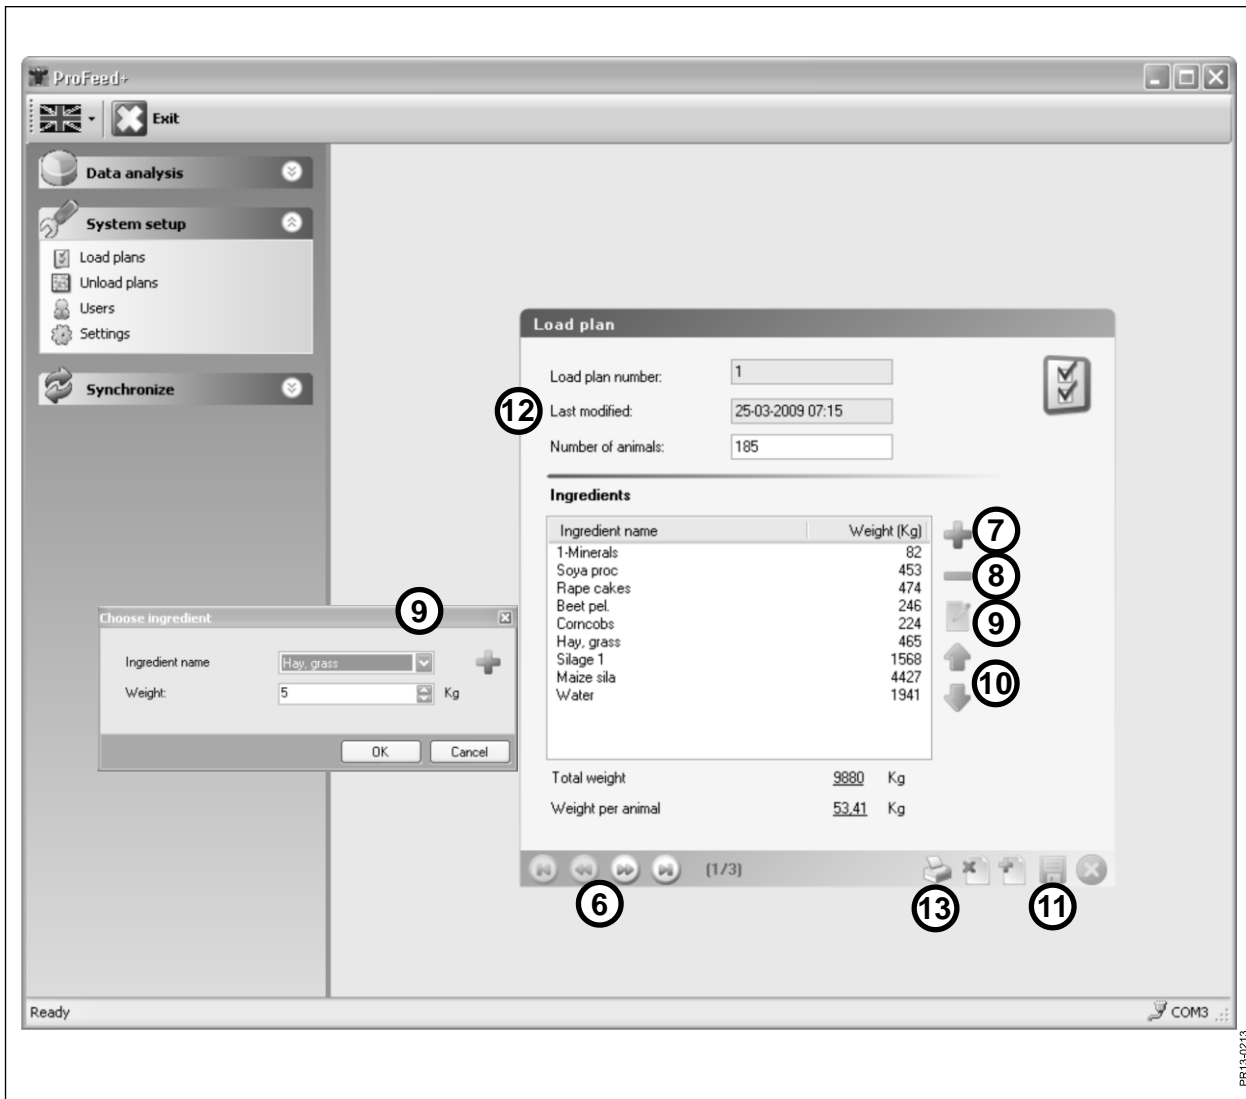 ProFeed+
Exit
Data analysis
System setup
Load plans
Unload plans
Users
Settings
Synchronize
Load plan
Load plan number: 1
12 Last modified: 25-03-2009 07:15
Number of animals: 185
Ingredients
Ingredient name Weight (Kg)
1-Minerals 82
Soya proc 453
Rape cakes 474
Beet pel. 246
Corncobs 224
Hay, grass 465
Silage 1 1568
Maize sila 4427
Water 1941
7
8
9
10
Total weight 9880 Kg
Weight per animal 53,41 Kg
(1/3)
6
13
11
Choose ingredient
9
Ingredient name Hay, grass
Weight: 5 Kg
OK Cancel
Ready
COM3
PR13-0213